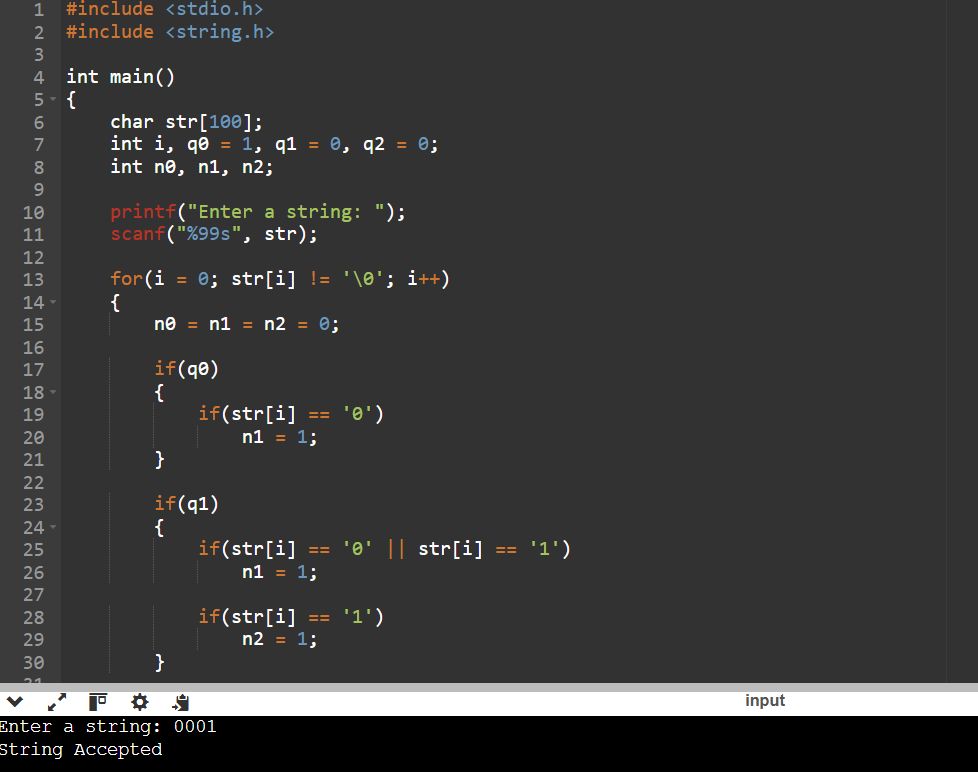 1 #include <stdio.h>
2 #include <string.h>
3
4 int main()
5 {
6 char str[100];
7 int i, q0 = 1, q1 = 0, q2 = 0;
8 int n0, n1, n2;
9
10 printf("Enter a string: ");
11 scanf("%99s", str);
12
13 for(i = 0; str[i] != '\0'; i++)
14 {
15 n0 = n1 = n2 = 0;
16
17 if(q0)
18 {
19 if(str[i] == '0')
20 n1 = 1;
21 }
22
23 if(q1)
24 {
25 if(str[i] == '0' || str[i] == '1')
26 n1 = 1;
27
28 if(str[i] == '1')
29 n2 = 1;
30 }
31
input
Enter a string: 0001
String Accepted